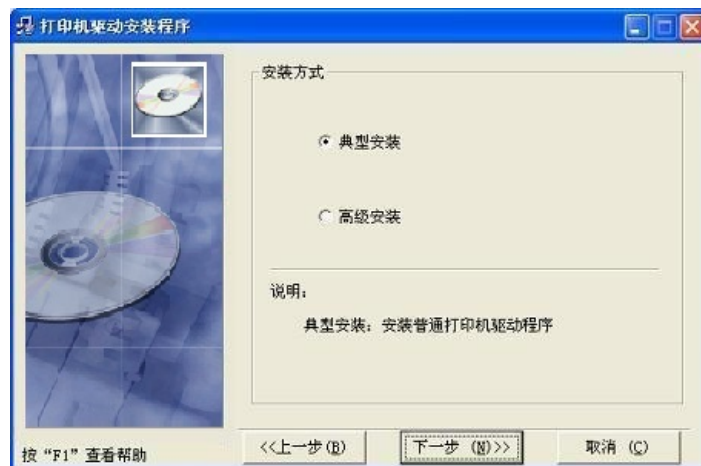 打印机驱动安装程序
安装方式
典型安装
高级安装
说明：
典型安装：安装普通打印机驱动程序
按“F1”查看帮助
<<上一步(B)
下一步 (N)>>
取消 (C)